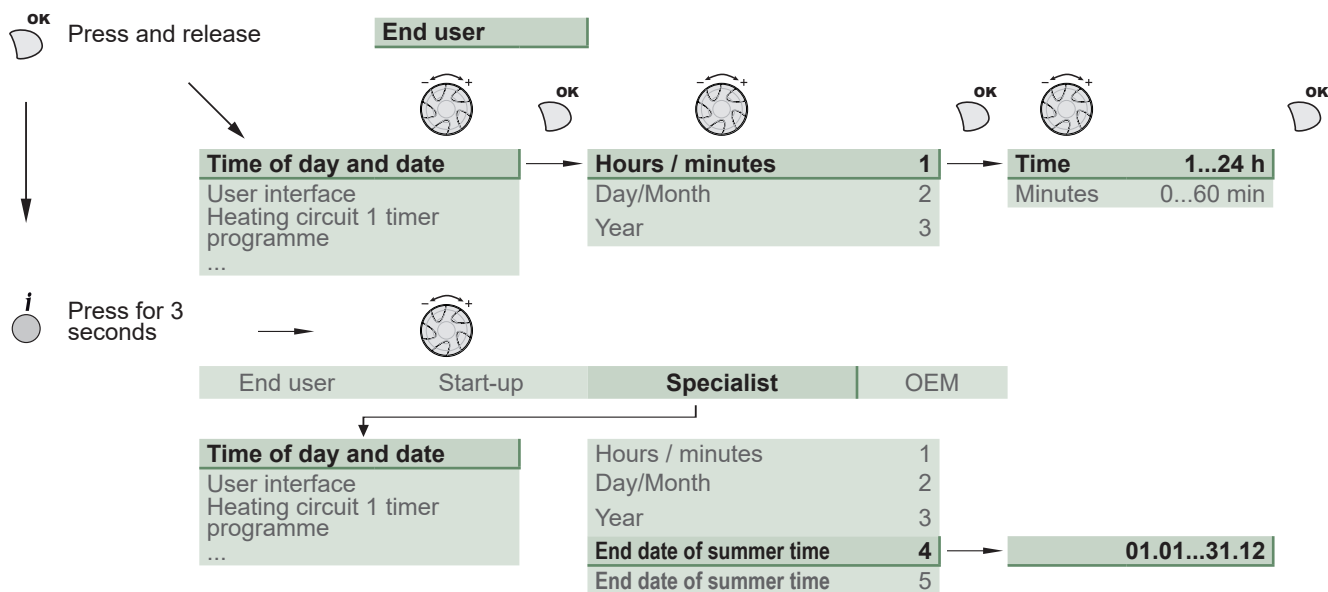 OK
Press and release
End user
- +
OK
- +
OK
- +
OK
Time of day and date
Hours / minutes 1
Time 1...24 h
User interface
Day/Month 2
Minutes 0...60 min
Heating circuit 1 timer
programme
Year 3
...
i
Press for 3
seconds
- +
End user Start-up Specialist OEM
Time of day and date
Hours / minutes 1
User interface
Day/Month 2
Heating circuit 1 timer
programme
Year 3
...
End date of summer time 4
01.01...31.12
End date of summer time 5